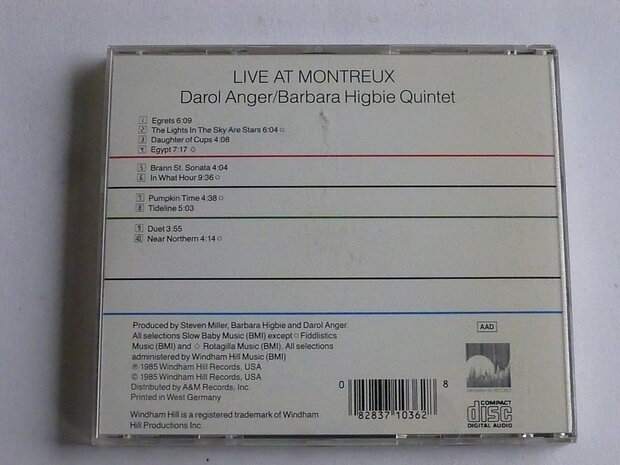 LIVE AT MONTREUX
Darol Anger/Barbara Higbie Quintet
1 Egrets 6:09
2 The Lights In The Sky Are Stars 6:04 ○
3 Daughter of Cups 4:08
4 Egypt 7:17 ◇
5 Brann St. Sonata 4:04
6 In What Hour 9:36 ○
7 Pumpkin Time 4:38 ○
8 Tideline 5:03
9 Duet 3:55
10 Near Northern 4:14 ○
Produced by Steven Miller, Barbara Higbie and Darol Anger.
All selections Slow Baby Music (BMI) except ○ Fiddlistics
Music (BMI) and ◇ Rotagilla Music (BMI). All selections
administered by Windham Hill Music (BMI)
℗ 1985 Windham Hill Records, USA
© 1985 Windham Hill Records, USA
Distributed by A&M Records, Inc.
Printed in West Germany
Windham Hill is a registered trademark of Windham
Hill Productions Inc.
0 82837 10362 8
AAD
COMPACT
disc
DIGITAL AUDIO